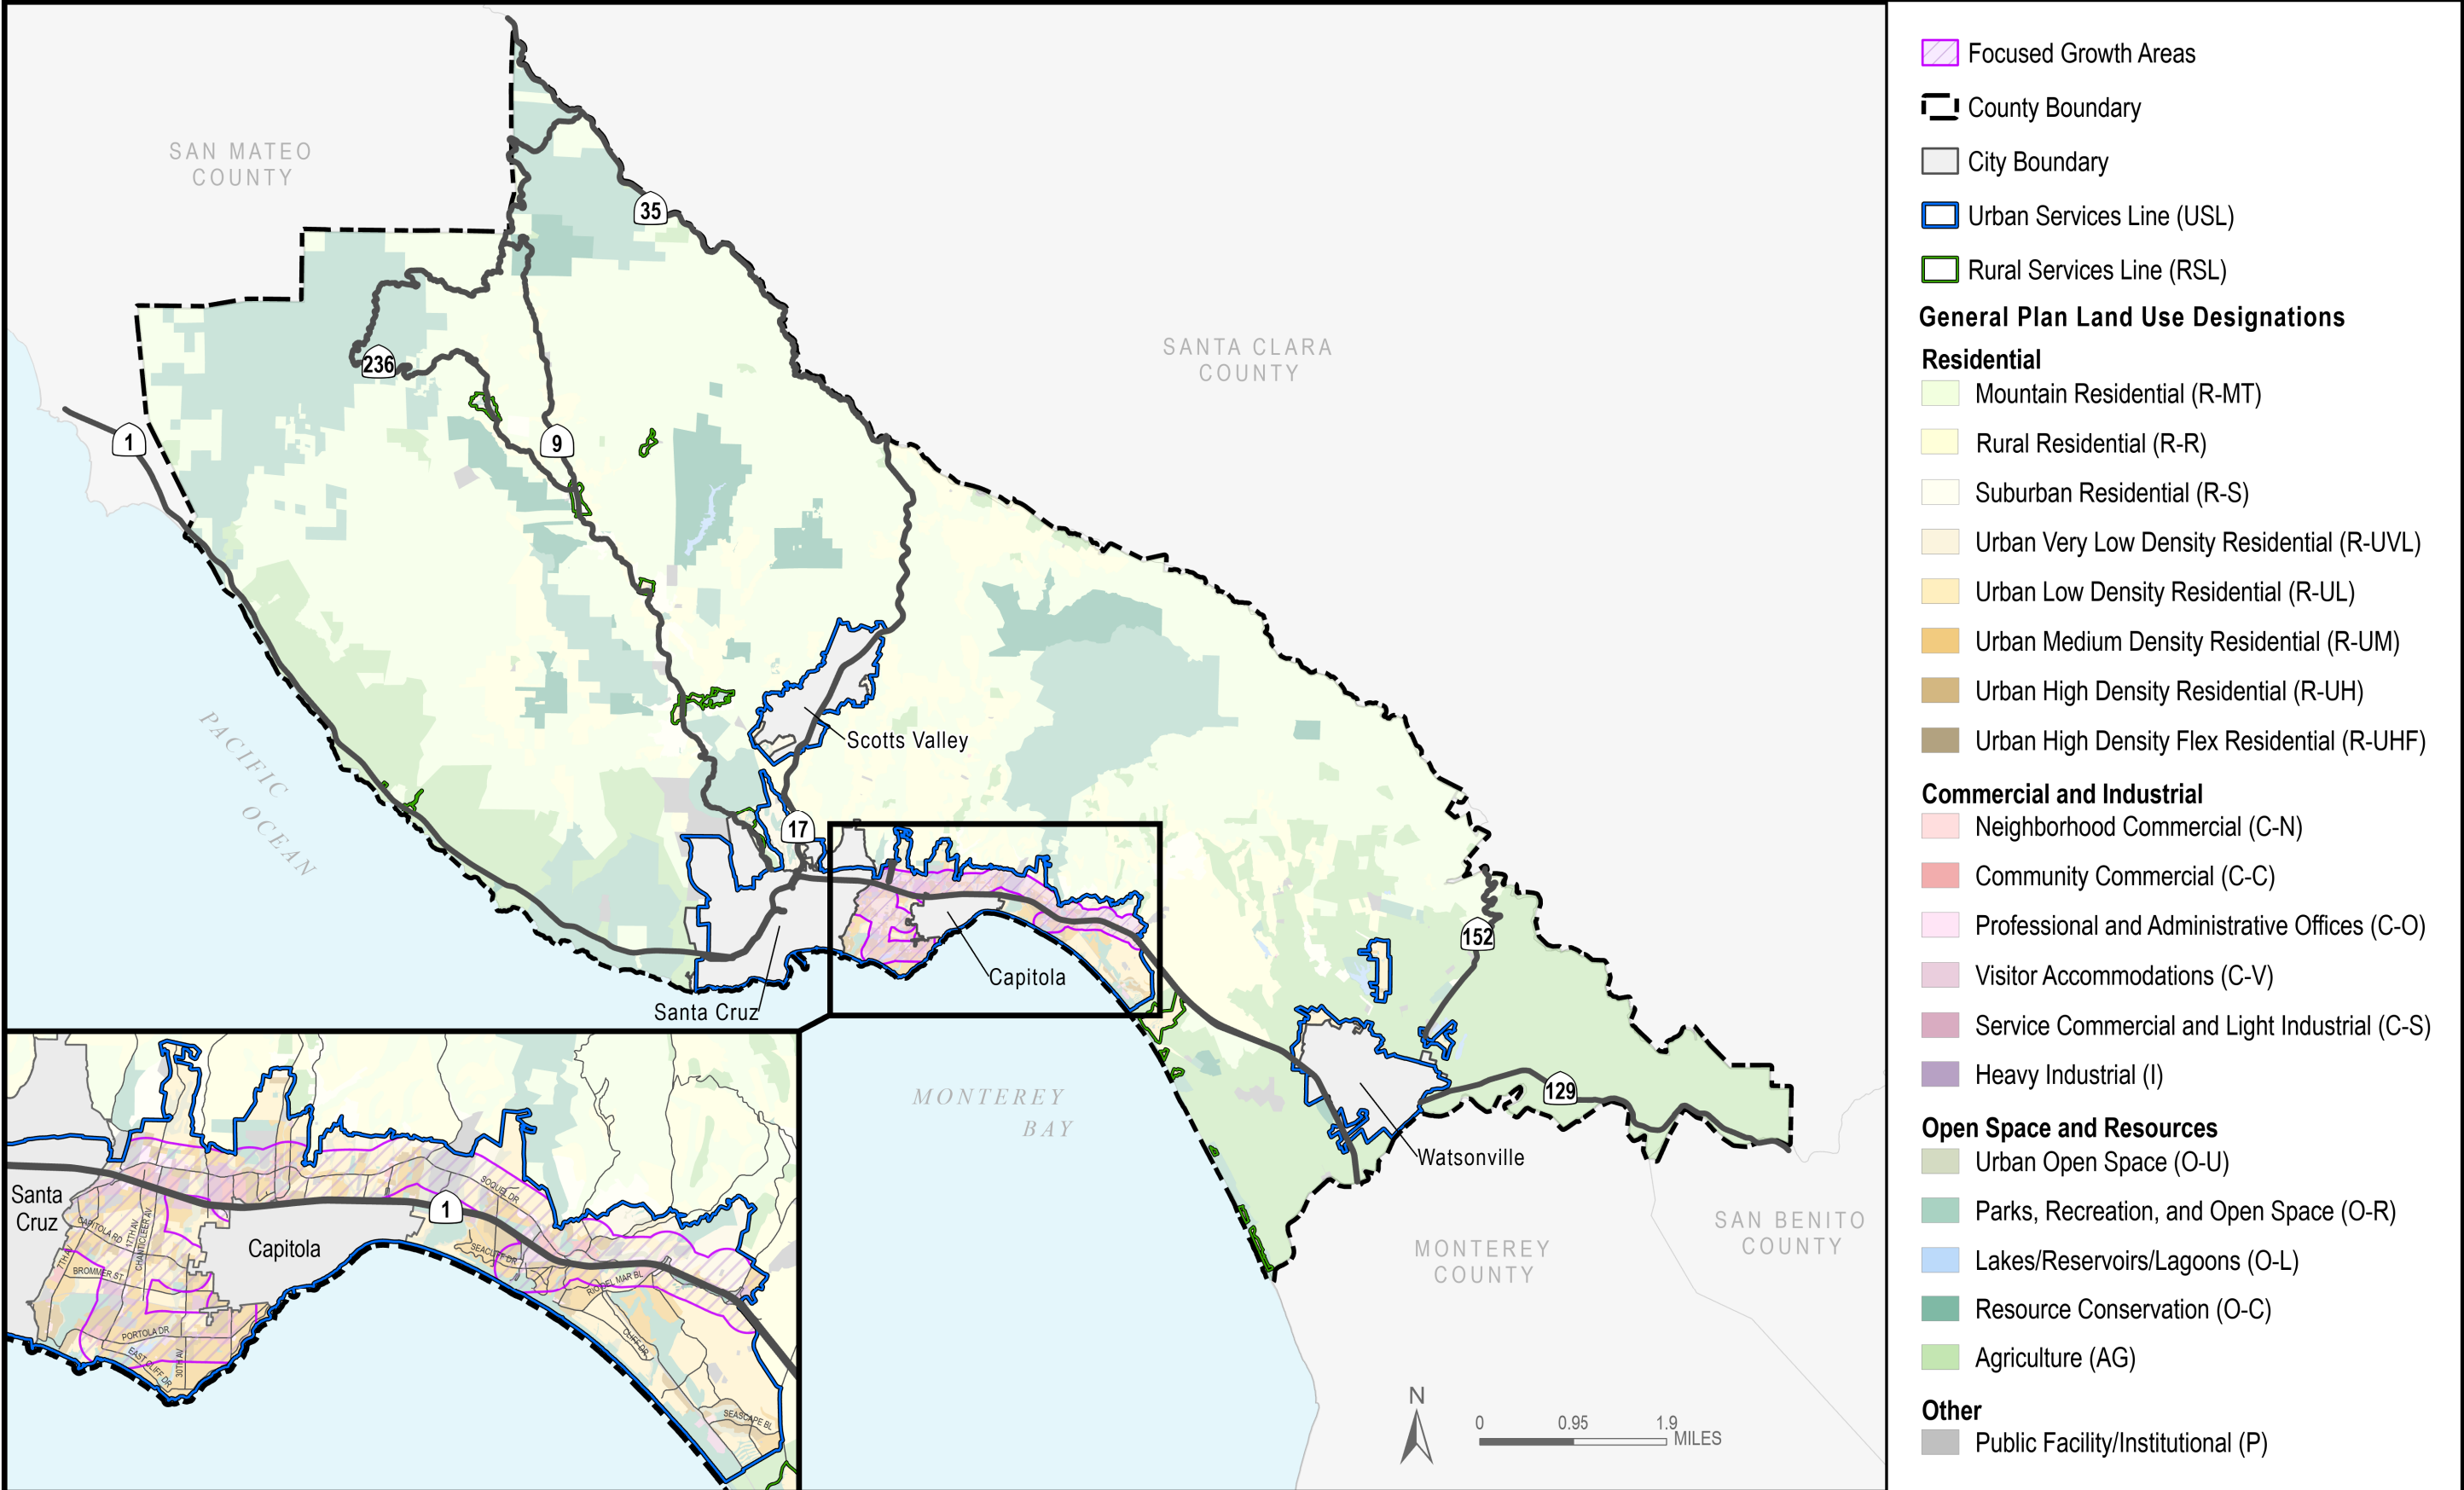 SAN MATEO
COUNTY
35
236
9
1
SANTA CLARA
COUNTY
PACIFIC
OCEAN
Scotts Valley
17
152
Capitola
Santa Cruz
129
Watsonville
MONTEREY
BAY
SAN BENITO
COUNTY
MONTEREY
COUNTY
N
0 0.95 1.9
MILES
Santa
Cruz
Capitola
1
SOQUEL DR
CAPITOLA RD
17TH AV
CHANTICLEER AV
7TH AV
BROMMER ST
SEACLIFF DR
RIO DEL MAR BL
PORTOLA DR
EAST CLIFF DR
30TH AV
CLIFF DR
SEASCAPE BL
Focused Growth Areas
County Boundary
City Boundary
Urban Services Line (USL)
Rural Services Line (RSL)
General Plan Land Use Designations
Residential
Mountain Residential (R-MT)
Rural Residential (R-R)
Suburban Residential (R-S)
Urban Very Low Density Residential (R-UVL)
Urban Low Density Residential (R-UL)
Urban Medium Density Residential (R-UM)
Urban High Density Residential (R-UH)
Urban High Density Flex Residential (R-UHF)
Commercial and Industrial
Neighborhood Commercial (C-N)
Community Commercial (C-C)
Professional and Administrative Offices (C-O)
Visitor Accommodations (C-V)
Service Commercial and Light Industrial (C-S)
Heavy Industrial (I)
Open Space and Resources
Urban Open Space (O-U)
Parks, Recreation, and Open Space (O-R)
Lakes/Reservoirs/Lagoons (O-L)
Resource Conservation (O-C)
Agriculture (AG)
Other
Public Facility/Institutional (P)